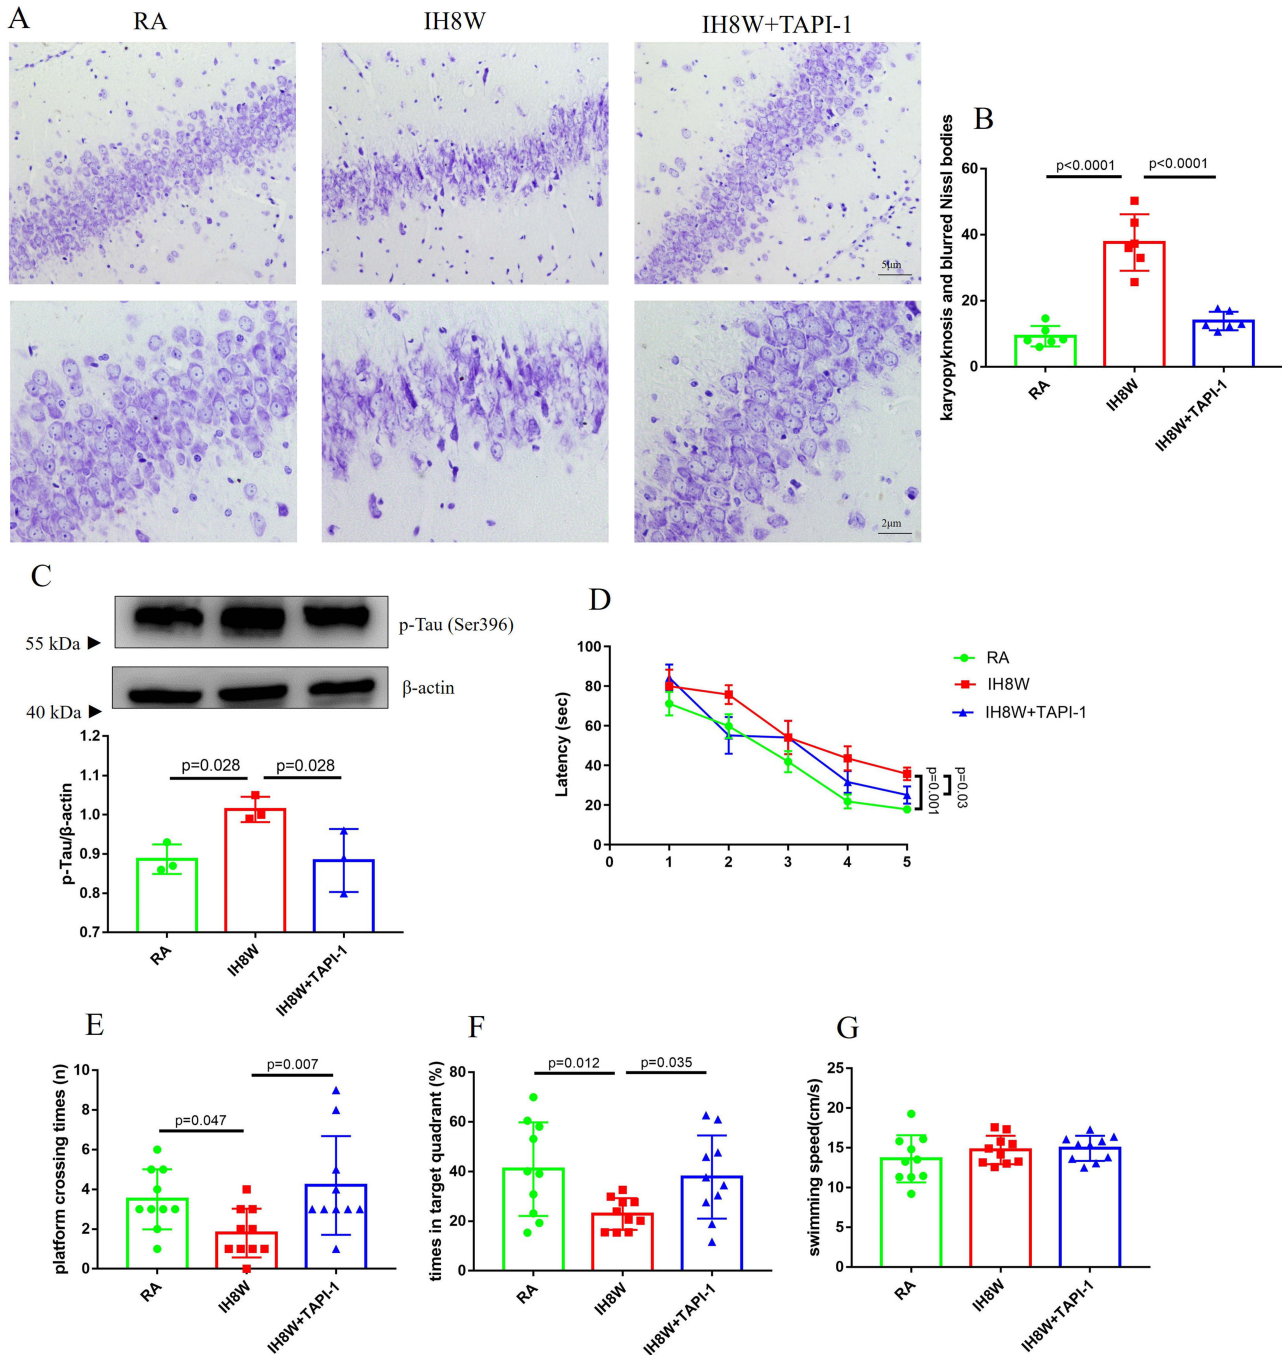 A
RA
IH8W
IH8W+TAPI-1
5μm
2μm
B
karyopyknosis and blurred Nissl bodies
60
40
20
0
p<0.0001
p<0.0001
RA
IH8W
IH8W+TAPI-1
C
55 kDa
p-Tau (Ser396)
40 kDa
β-actin
p-Tau/β-actin
1.2
1.1
1.0
0.9
0.8
0.7
p=0.028
p=0.028
RA
IH8W
IH8W+TAPI-1
D
Latency (sec)
100
80
60
40
20
0
0
1
2
3
4
5
p=0.001
p=0.03
RA
IH8W
IH8W+TAPI-1
E
platform crossing times (n)
10
8
6
4
2
0
p=0.047
p=0.007
RA
IH8W
IH8W+TAPI-1
F
times in target quadrant (%)
80
60
40
20
0
p=0.012
p=0.035
RA
IH8W
IH8W+TAPI-1
G
swimming speed(cm/s)
25
20
15
10
5
0
RA
IH8W
IH8W+TAPI-1